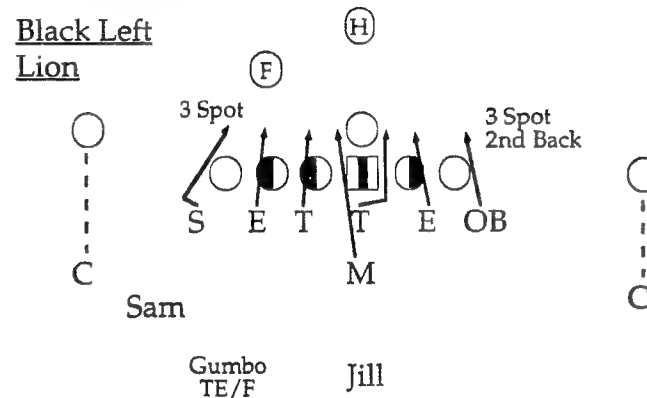 Black Left
Lion
H
F
3 Spot
3 Spot
2nd Back
S E T T E OB
C
M
C
Sam
Gumbo
TE/F
Jill